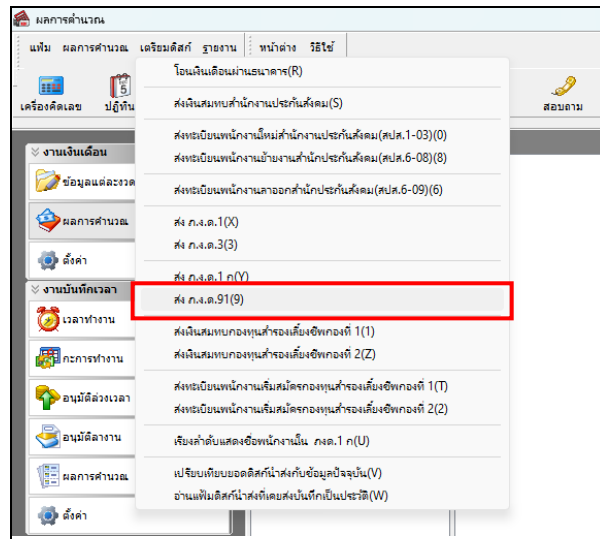 ผลการคำนวณ
แฟ้ม ผลการคำนวณ เตรียมดิสก์ รายงาน หน้าต่าง วิธีใช้
เครื่องคิดเลข ปฏิทิน สอบถาม
โอนเงินเดือนผ่านธนาคาร(R)
ส่งเงินสมทบสำนักงานประกันสังคม(S)
ส่งทะเบียนพนักงานใหม่สำนักงานประกันสังคม(สปส.1-03)(0)
ส่งทะเบียนพนักงานย้ายงานสำนักประกันสังคม(สปส.6-08)(8)
ส่งทะเบียนพนักงานลาออกสำนักประกันสังคม(สปส.6-09)(6)
ส่ง ภ.ง.ด.1(X)
ส่ง ภ.ง.ด.3(3)
ส่ง ภ.ง.ด.1 ก(Y)
ส่ง ภ.ง.ด.91(9)
ส่งเงินสมทบกองทุนสำรองเลี้ยงชีพกองที่ 1(1)
ส่งเงินสมทบกองทุนสำรองเลี้ยงชีพกองที่ 2(Z)
ส่งทะเบียนพนักงานเริ่มสมัครกองทุนสำรองเลี้ยงชีพกองที่ 1(T)
ส่งทะเบียนพนักงานเริ่มสมัครกองทุนสำรองเลี้ยงชีพกองที่ 2(2)
เรียงลำดับแสดงชื่อพนักงานใน ภงด.1 ก(U)
เปรียบเทียบยอดดิสก์นำส่งกับข้อมูลปัจจุบัน(V)
อ่านแฟ้มดิสก์นำส่งที่เคยส่งบันทึกเป็นประวัติ(W)
งานเงินเดือน
ข้อมูลแต่ละงวด
ผลการคำนวณ
ตั้งค่า
งานบันทึกเวลา
เวลาทำงาน
กะการทำงาน
อนุมัติล่วงเวลา
อนุมัติลางาน
ผลการคำนวณ
ตั้งค่า